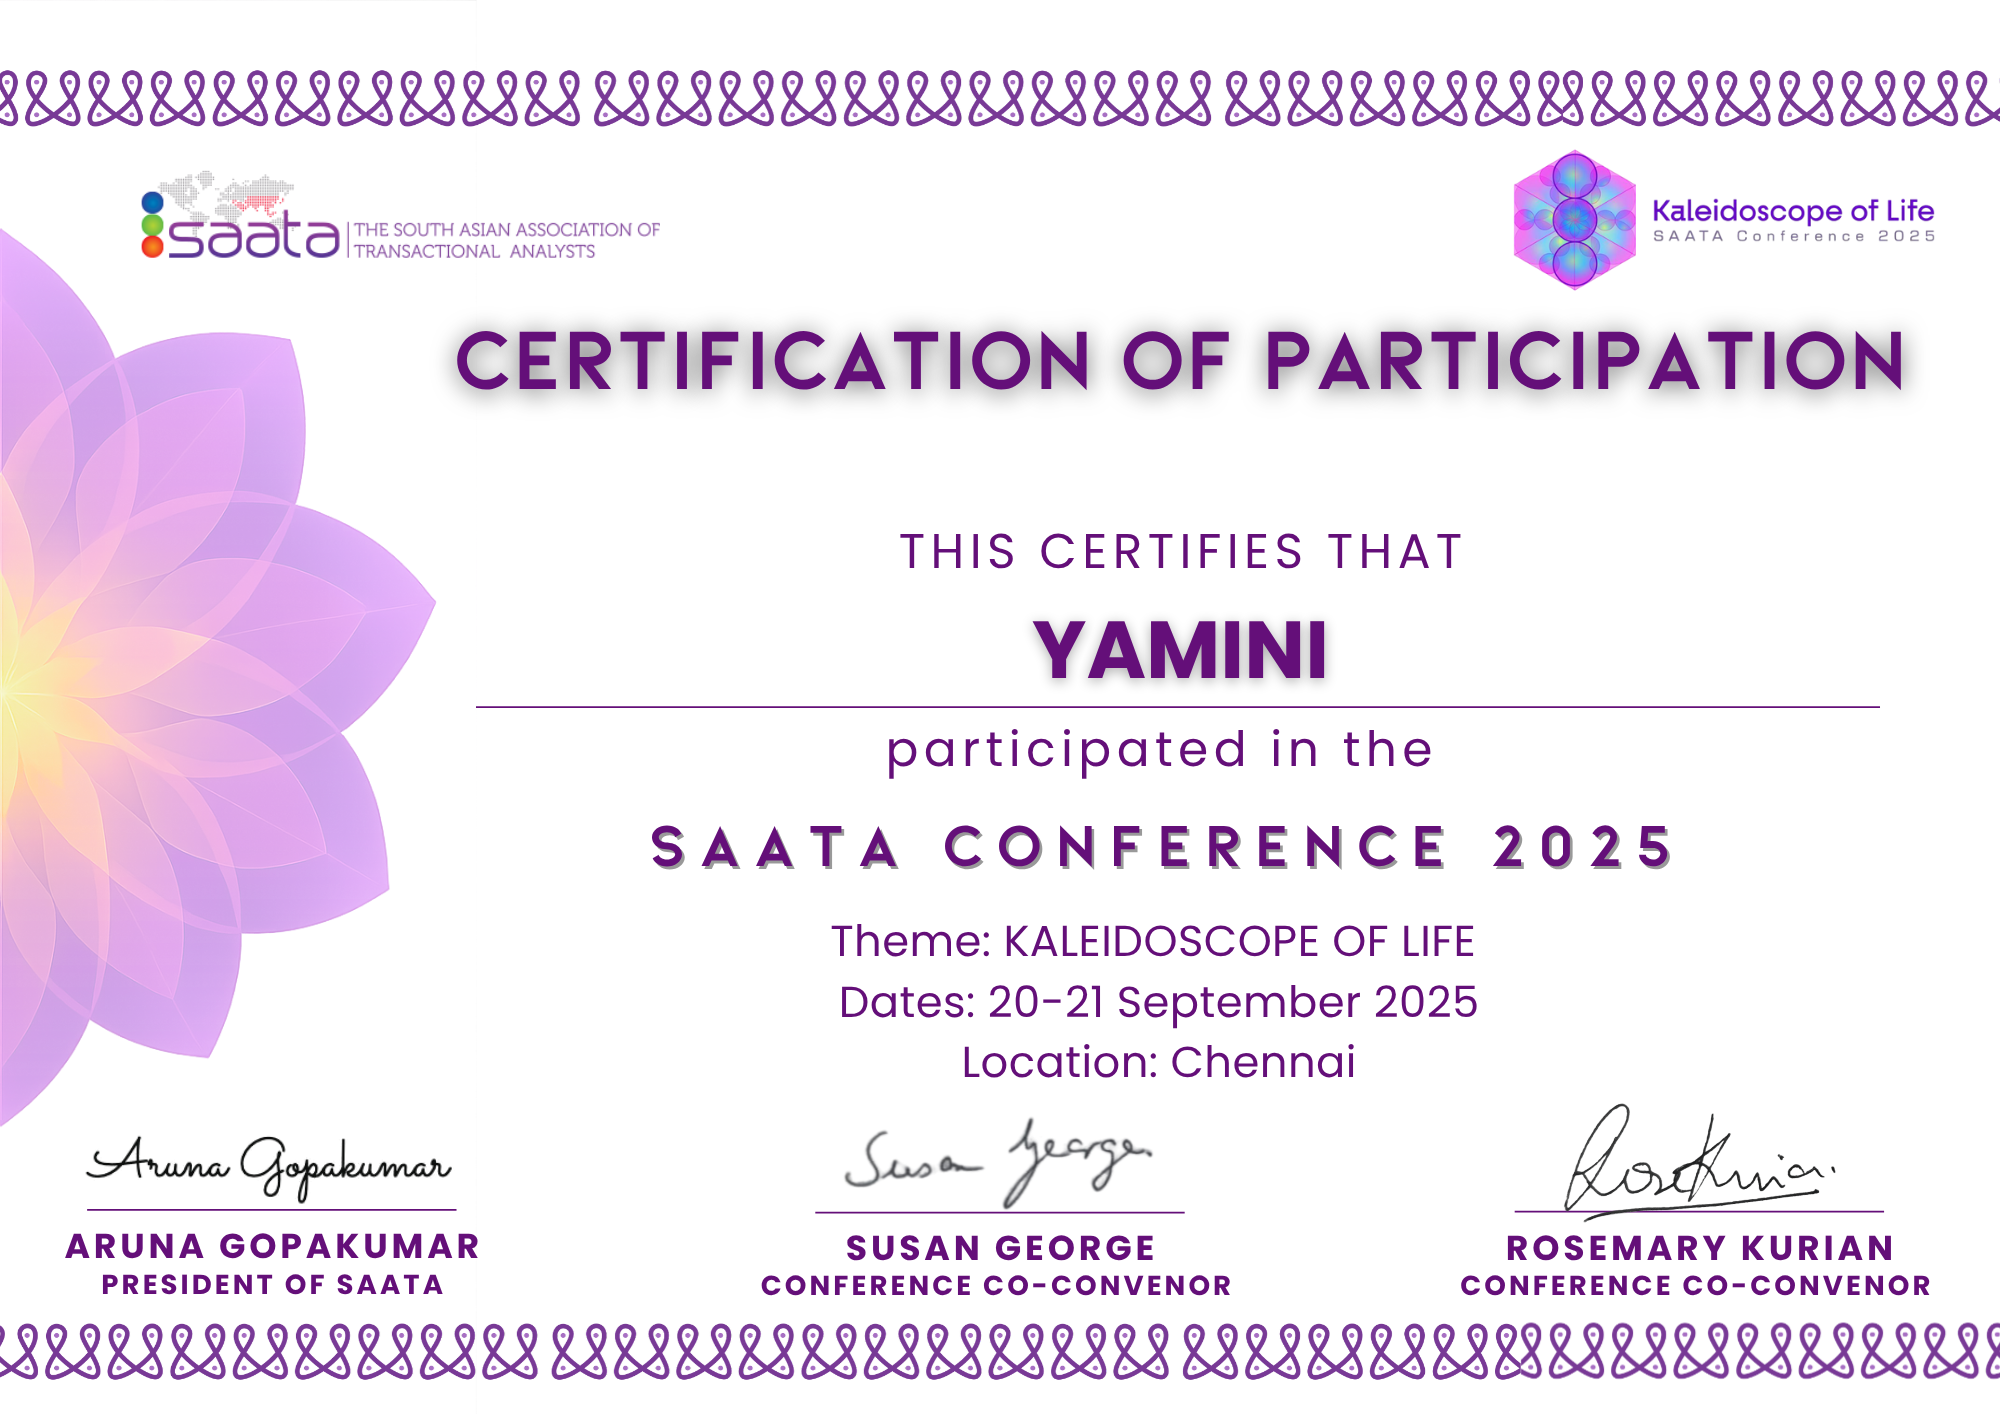 saata
THE SOUTH ASIAN ASSOCIATION OF
TRANSACTIONAL ANALYSTS
Kaleidoscope of Life
SAATA Conference 2025
CERTIFICATION OF PARTICIPATION
THIS CERTIFIES THAT
YAMINI
participated in the
SAATA CONFERENCE 2025
Theme: KALEIDOSCOPE OF LIFE
Dates: 20-21 September 2025
Location: Chennai
Aruna Gopakumar
ARUNA GOPAKUMAR
PRESIDENT OF SAATA
Susan George
SUSAN GEORGE
CONFERENCE CO-CONVENOR
ROSEMARY KURIAN
CONFERENCE CO-CONVENOR